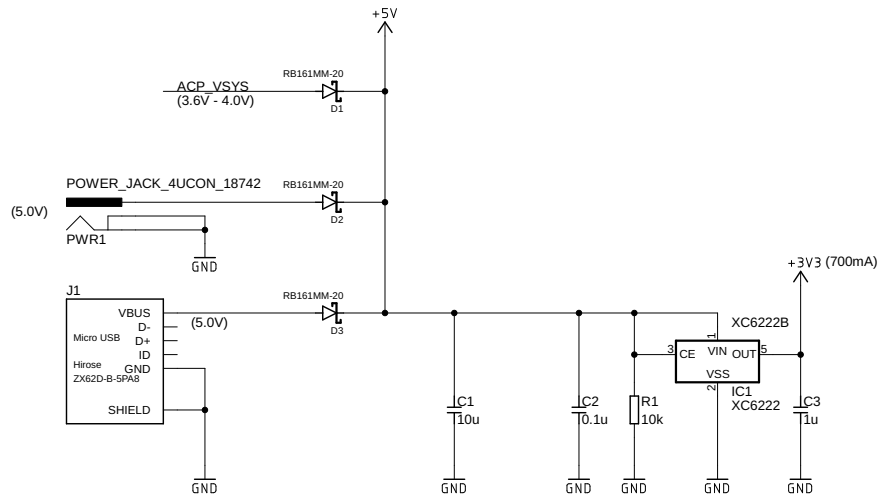 +5V
RB161MM-20
ACP_VSYS
(3.6V - 4.0V)
D1
POWER_JACK_4UCON_18742
RB161MM-20
(5.0V)
D2
PWR1
GND
J1
RB161MM-20
VBUS
(5.0V)
D3
D-
Micro USB
D+
ID
Hirose
GND
ZX62D-B-5PA8
SHIELD
GND
+3V3 (700mA)
XC6222B
1
3
CE
VIN
OUT
5
VSS
2
IC1
XC6222
C1
10u
C2
0.1u
R1
10k
C3
1u
GND
GND
GND
GND
GND